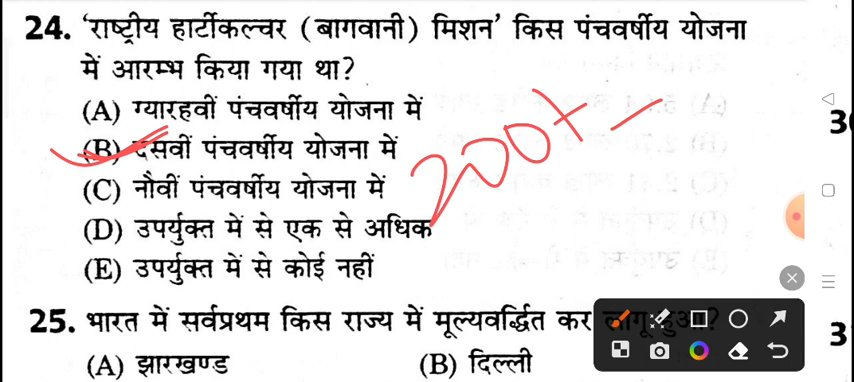 24. 'राष्ट्रीय हार्टीकल्चर (बागवानी) मिशन' किस पंचवर्षीय योजना
में आरम्भ किया गया था?
(A) ग्यारहवीं पंचवर्षीय योजना में
(B) दसवीं पंचवर्षीय योजना में
(C) नौवीं पंचवर्षीय योजना में
(D) उपर्युक्त में से एक से अधिक
(E) उपर्युक्त में से कोई नहीं
200+
25. भारत में सर्वप्रथम किस राज्य में मूल्यवर्द्धित कर लागू हुआ?
(A) झारखण्ड (B) दिल्ली